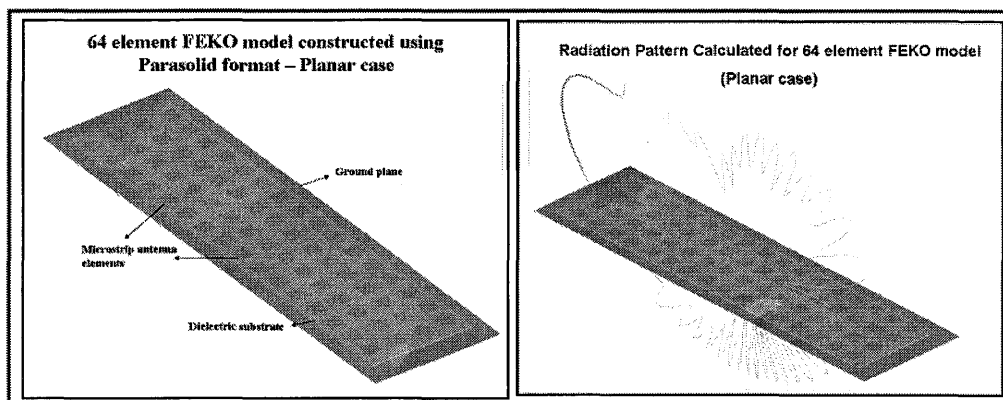 64 element FEKO model constructed using
Parasolid format – Planar case
Ground plane
Microstrip antenna
elements
Dielectric substrate
Radiation Pattern Calculated for 64 element FEKO model
(Planar case)